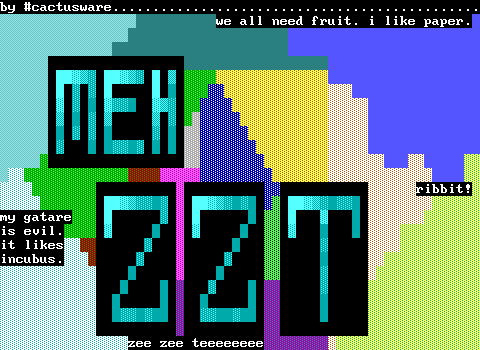 by #cactusware..............................................
we all need fruit. i like paper.
MEH
ribbit!
my gatare
is evil.
it likes
incubus.
ZZT
zee zee teeeeeeee